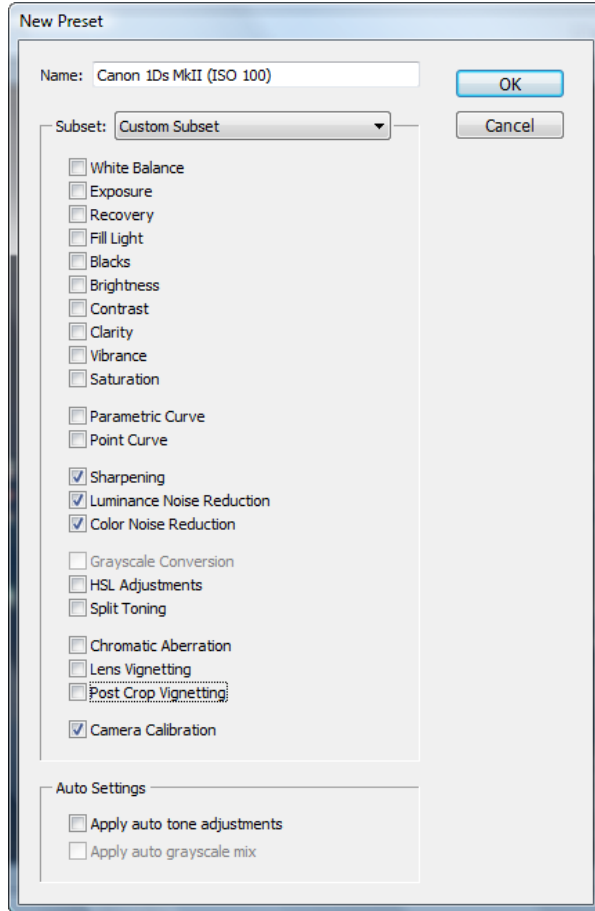 New Preset
Name: Canon 1Ds MkII (ISO 100)
OK
Subset: Custom Subset
Cancel
White Balance
Exposure
Recovery
Fill Light
Blacks
Brightness
Contrast
Clarity
Vibrance
Saturation
Parametric Curve
Point Curve
Sharpening
Luminance Noise Reduction
Color Noise Reduction
Grayscale Conversion
HSL Adjustments
Split Toning
Chromatic Aberration
Lens Vignetting
Post Crop Vignetting
Camera Calibration
Auto Settings
Apply auto tone adjustments
Apply auto grayscale mix